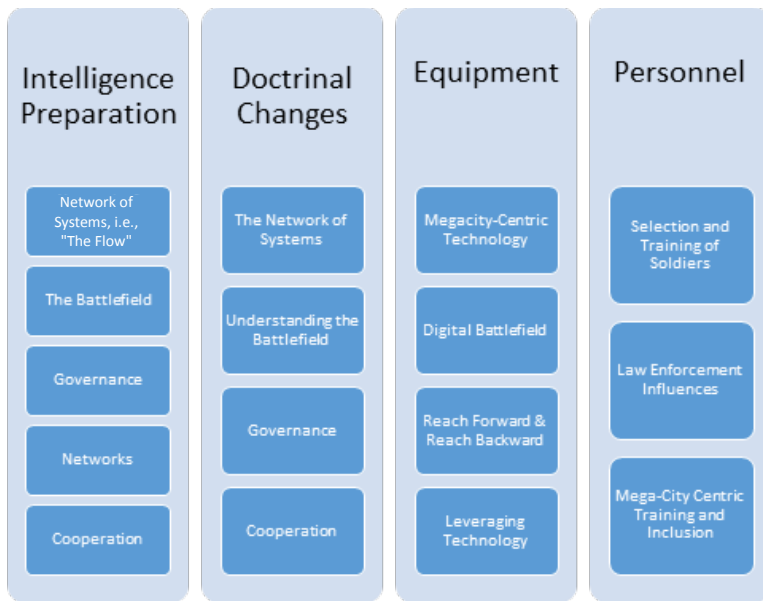 Intelligence
Preparation
Network of
Systems, i.e.,
"The Flow"
The Battlefield
Governance
Networks
Cooperation
Doctrinal
Changes
The Network of
Systems
Understanding the
Battlefield
Governance
Cooperation
Equipment
Megacity-Centric
Technology
Digital Battlefield
Reach Forward &
Reach Backward
Leveraging
Technology
Personnel
Selection and
Training of
Soldiers
Law Enforcement
Influences
Mega-City Centric
Training and
Inclusion